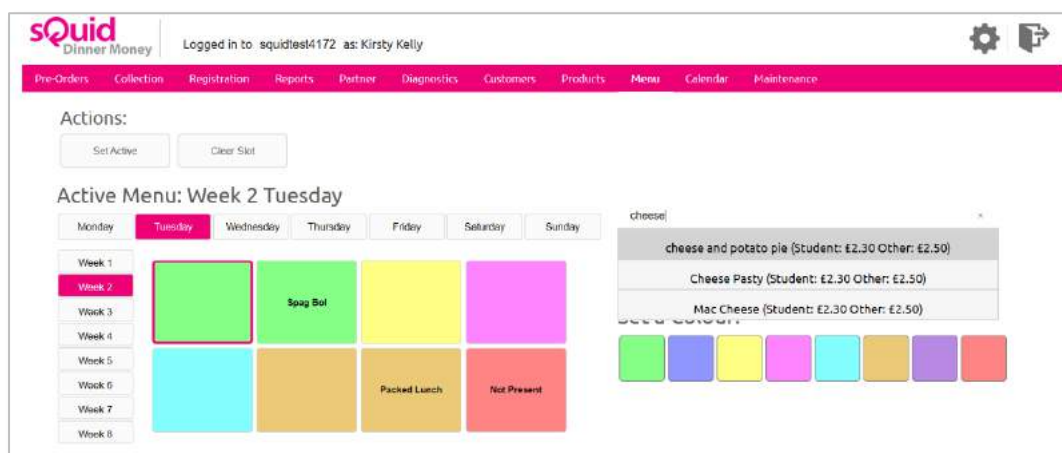 sQuid
Dinner Money
Logged in to squidtest4172 as: Kirsty Kelly
Pre-Orders Collection Registration Reports Partner Diagnostics Customers Products Menu Calendar Maintenance
Actions:
Set Active Clear Slot
Active Menu: Week 2 Tuesday
Monday Tuesday Wednesday Thursday Friday Saturday Sunday
cheese
cheese and potato pie (Student: £2.30 Other: £2.50)
Cheese Pasty (Student: £2.30 Other: £2.50)
Mac Cheese (Student: £2.30 Other: £2.50)
Set a Colour:
Week 1
Week 2
Week 3
Week 4
Week 5
Week 6
Week 7
Week 8
Spag Bol
Packed Lunch Not Present